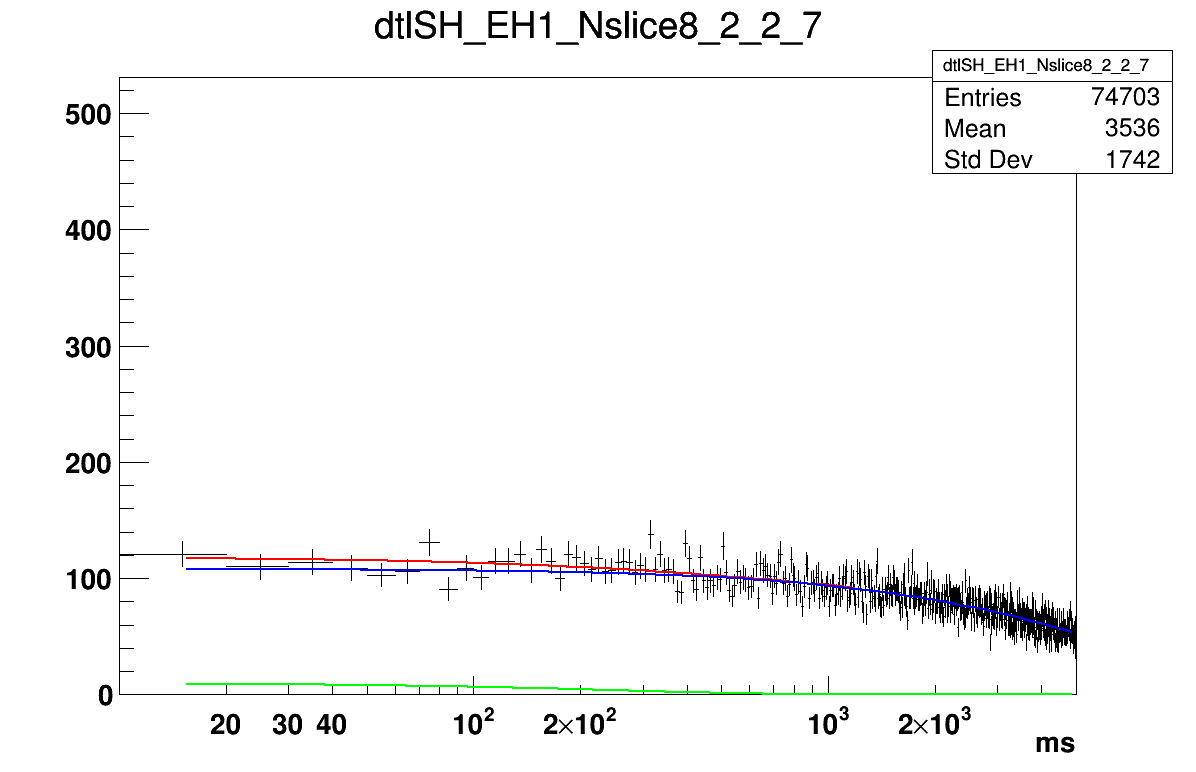 dtlSH_EH1_Nslice8_2_2_7
dtlSH_EH1_Nslice8_2_2_7
Entries 74703
Mean 3536
Std Dev 1742
500
400
300
200
100
0
20 30 40 10² 2×10² 10³ 2×10³
ms